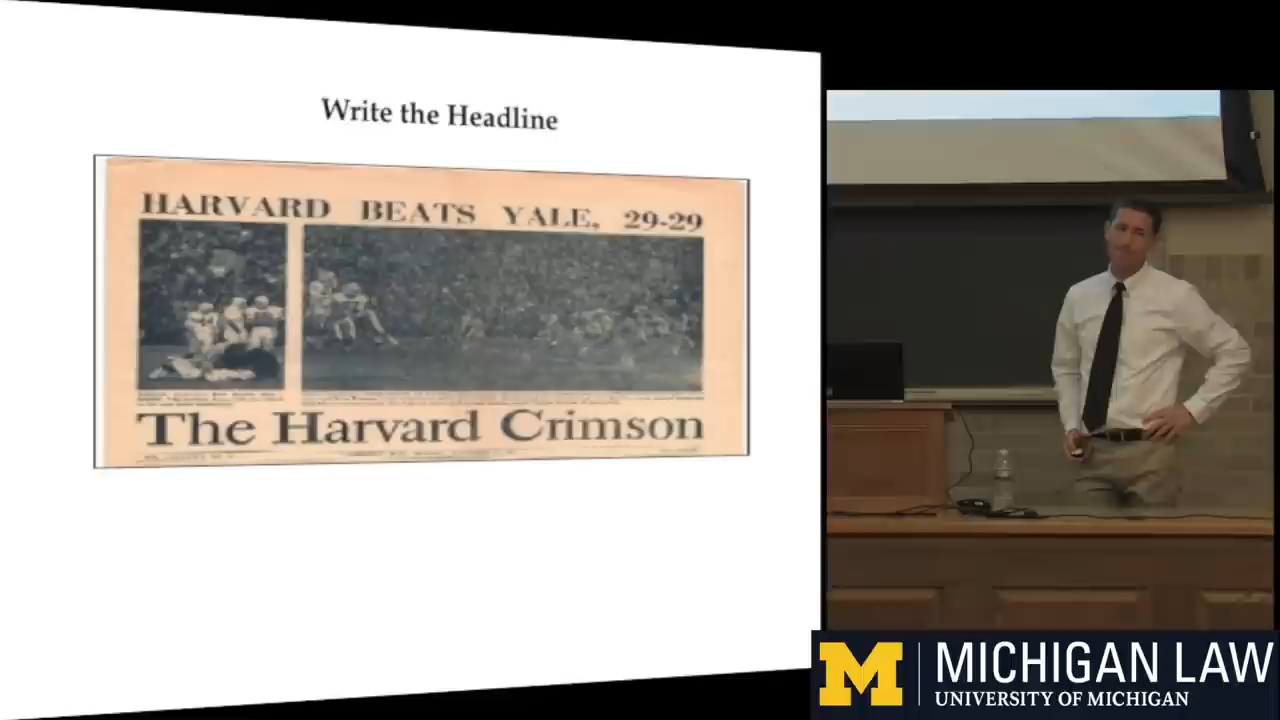 Write the Headline
HARVARD BEATS YALE, 29-29
The Harvard Crimson
M
MICHIGAN LAW
UNIVERSITY OF MICHIGAN